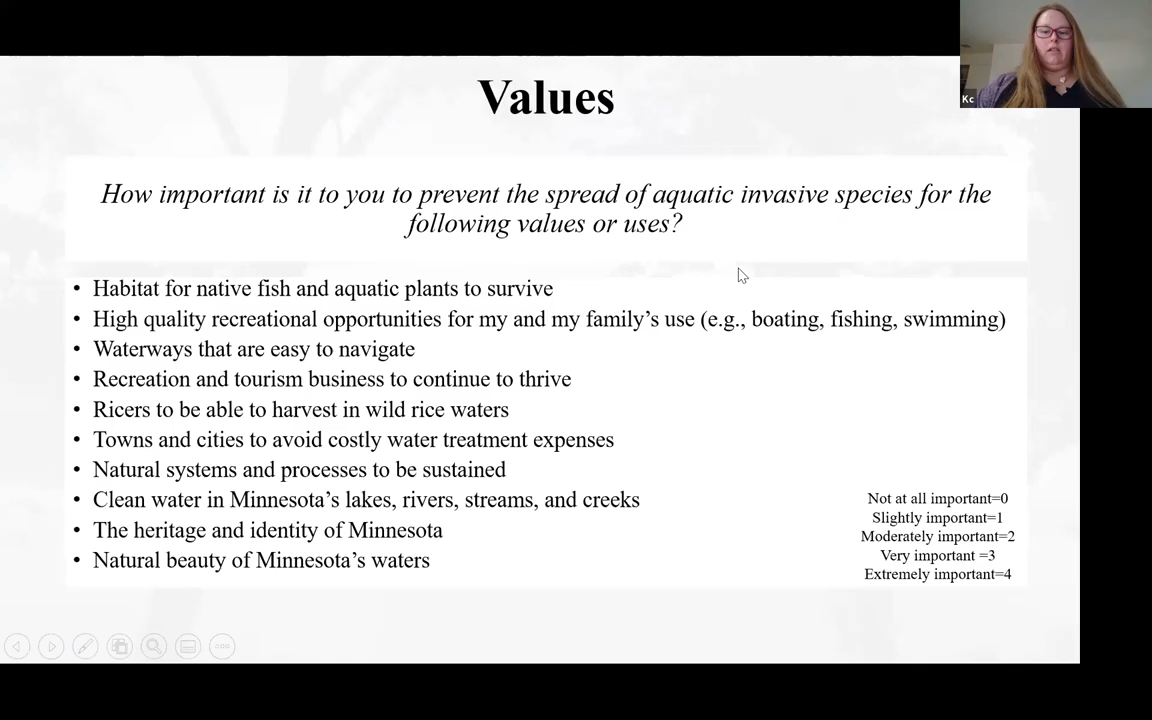 Values
How important is it to you to prevent the spread of aquatic invasive species for the
following values or uses?
• Habitat for native fish and aquatic plants to survive
• High quality recreational opportunities for my and my family’s use (e.g., boating, fishing, swimming)
• Waterways that are easy to navigate
• Recreation and tourism business to continue to thrive
• Ricers to be able to harvest in wild rice waters
• Towns and cities to avoid costly water treatment expenses
• Natural systems and processes to be sustained
• Clean water in Minnesota’s lakes, rivers, streams, and creeks
• The heritage and identity of Minnesota
• Natural beauty of Minnesota’s waters
Not at all important=0
Slightly important=1
Moderately important=2
Very important =3
Extremely important=4
Kc